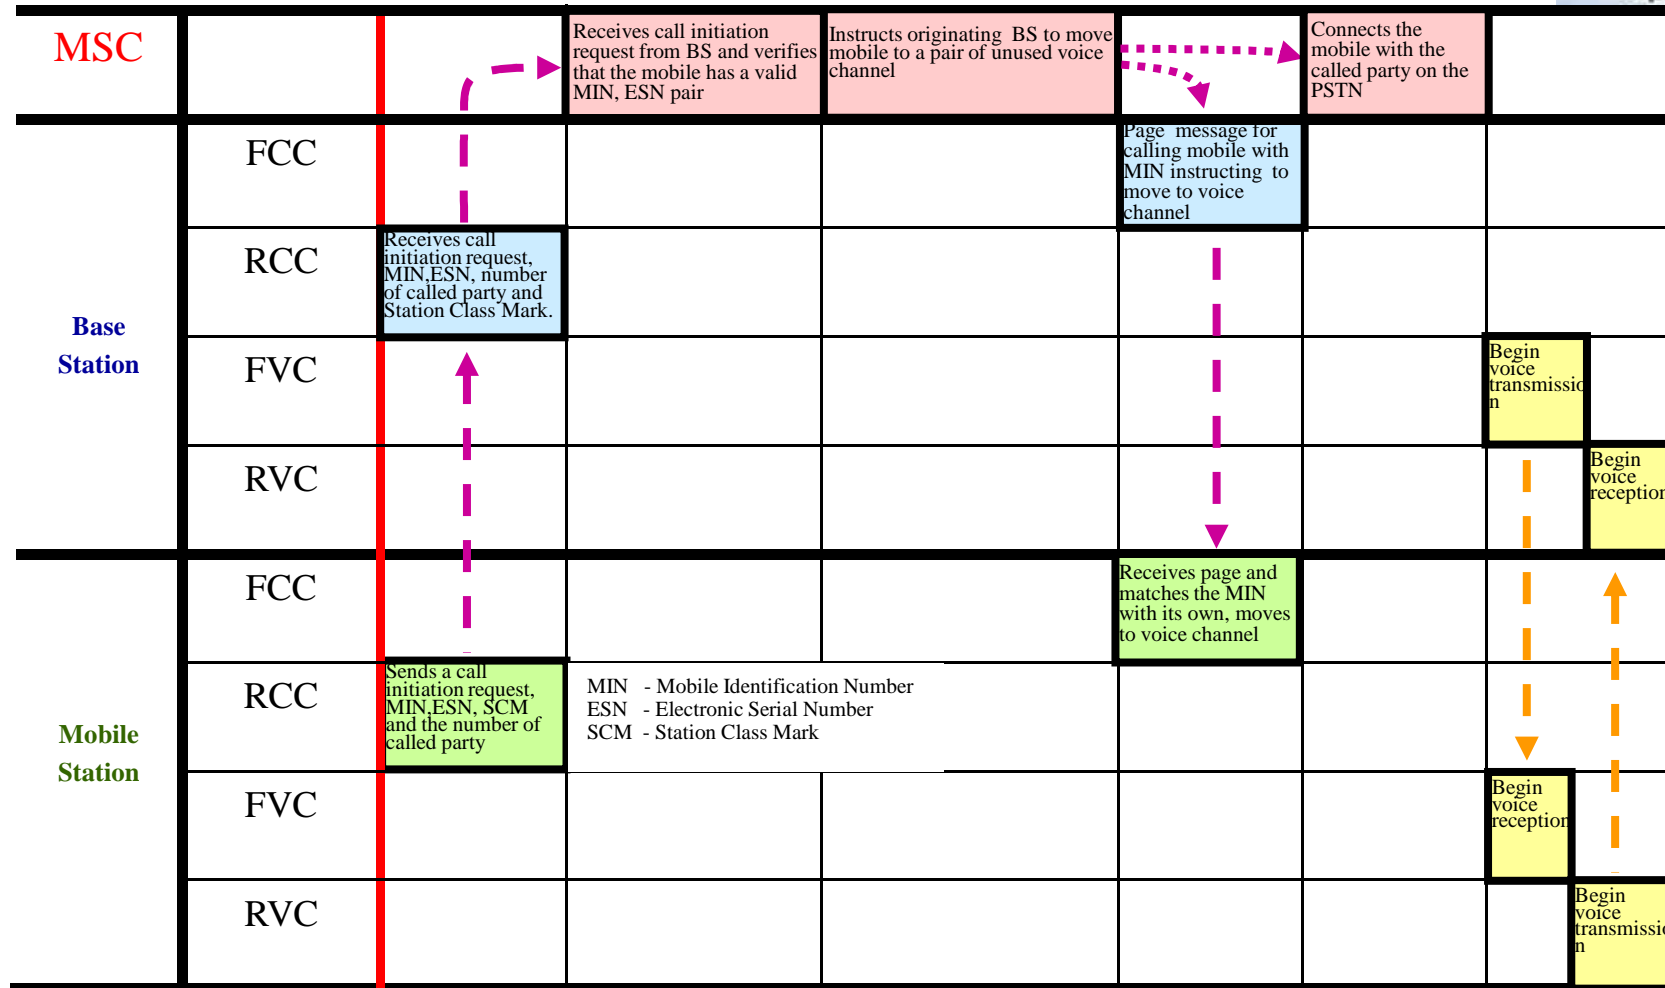 MSC
Receives call initiation
request from BS and verifies
that the mobile has a valid
MIN, ESN pair
Instructs originating BS to move
mobile to a pair of unused voice
channel
Connects the
mobile with the
called party on the
PSTN
Base
Station
FCC
Page message for
calling mobile with
MIN instructing to
move to voice
channel
RCC
Receives call
initiation request,
MIN,ESN, number
of called party and
Station Class Mark.
FVC
Begin
voice
transmissio
n
RVC
Begin
voice
reception
Mobile
Station
FCC
Receives page and
matches the MIN
with its own, moves
to voice channel
RCC
Sends a call
initiation request,
MIN,ESN, SCM
and the number of
called party
MIN - Mobile Identification Number
ESN - Electronic Serial Number
SCM - Station Class Mark
FVC
Begin
voice
reception
RVC
Begin
voice
transmissio
n